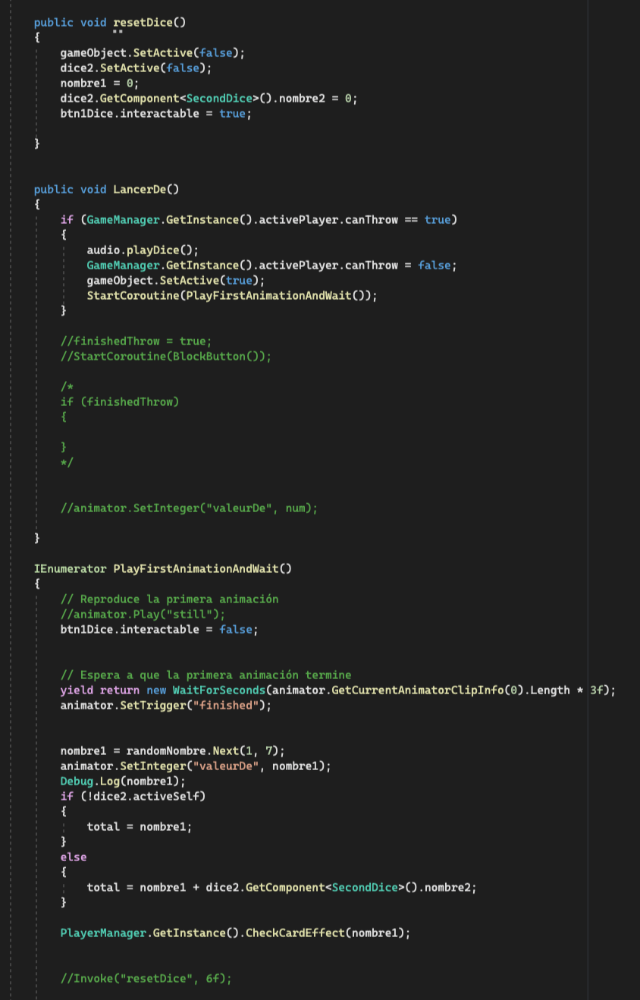 public void resetDice()
{
gameObject.SetActive(false);
dice2.SetActive(false);
nombre1 = 0;
dice2.GetComponent<SecondDice>().nombre2 = 0;
btn1Dice.interactable = true;
}
public void LancerDe()
{
if (GameManager.GetInstance().activePlayer.canThrow == true)
{
audio.playDice();
GameManager.GetInstance().activePlayer.canThrow = false;
gameObject.SetActive(true);
StartCoroutine(PlayFirstAnimationAndWait());
}
//finishedThrow = true;
//StartCoroutine(BlockButton());
/*
if (finishedThrow)
{
}
*/
//animator.SetInteger("valeurDe", num);
}
IEnumerator PlayFirstAnimationAndWait()
{
// Reproduce la primera animación
//animator.Play("still");
btn1Dice.interactable = false;
// Espera a que la primera animación termine
yield return new WaitForSeconds(animator.GetCurrentAnimatorClipInfo(0).Length * 3f);
animator.SetTrigger("finished");
nombre1 = randomNombre.Next(1, 7);
animator.SetInteger("valeurDe", nombre1);
Debug.Log(nombre1);
if (!dice2.activeSelf)
{
total = nombre1;
}
else
{
total = nombre1 + dice2.GetComponent<SecondDice>().nombre2;
}
PlayerManager.GetInstance().CheckCardEffect(nombre1);
//Invoke("resetDice", 6f);